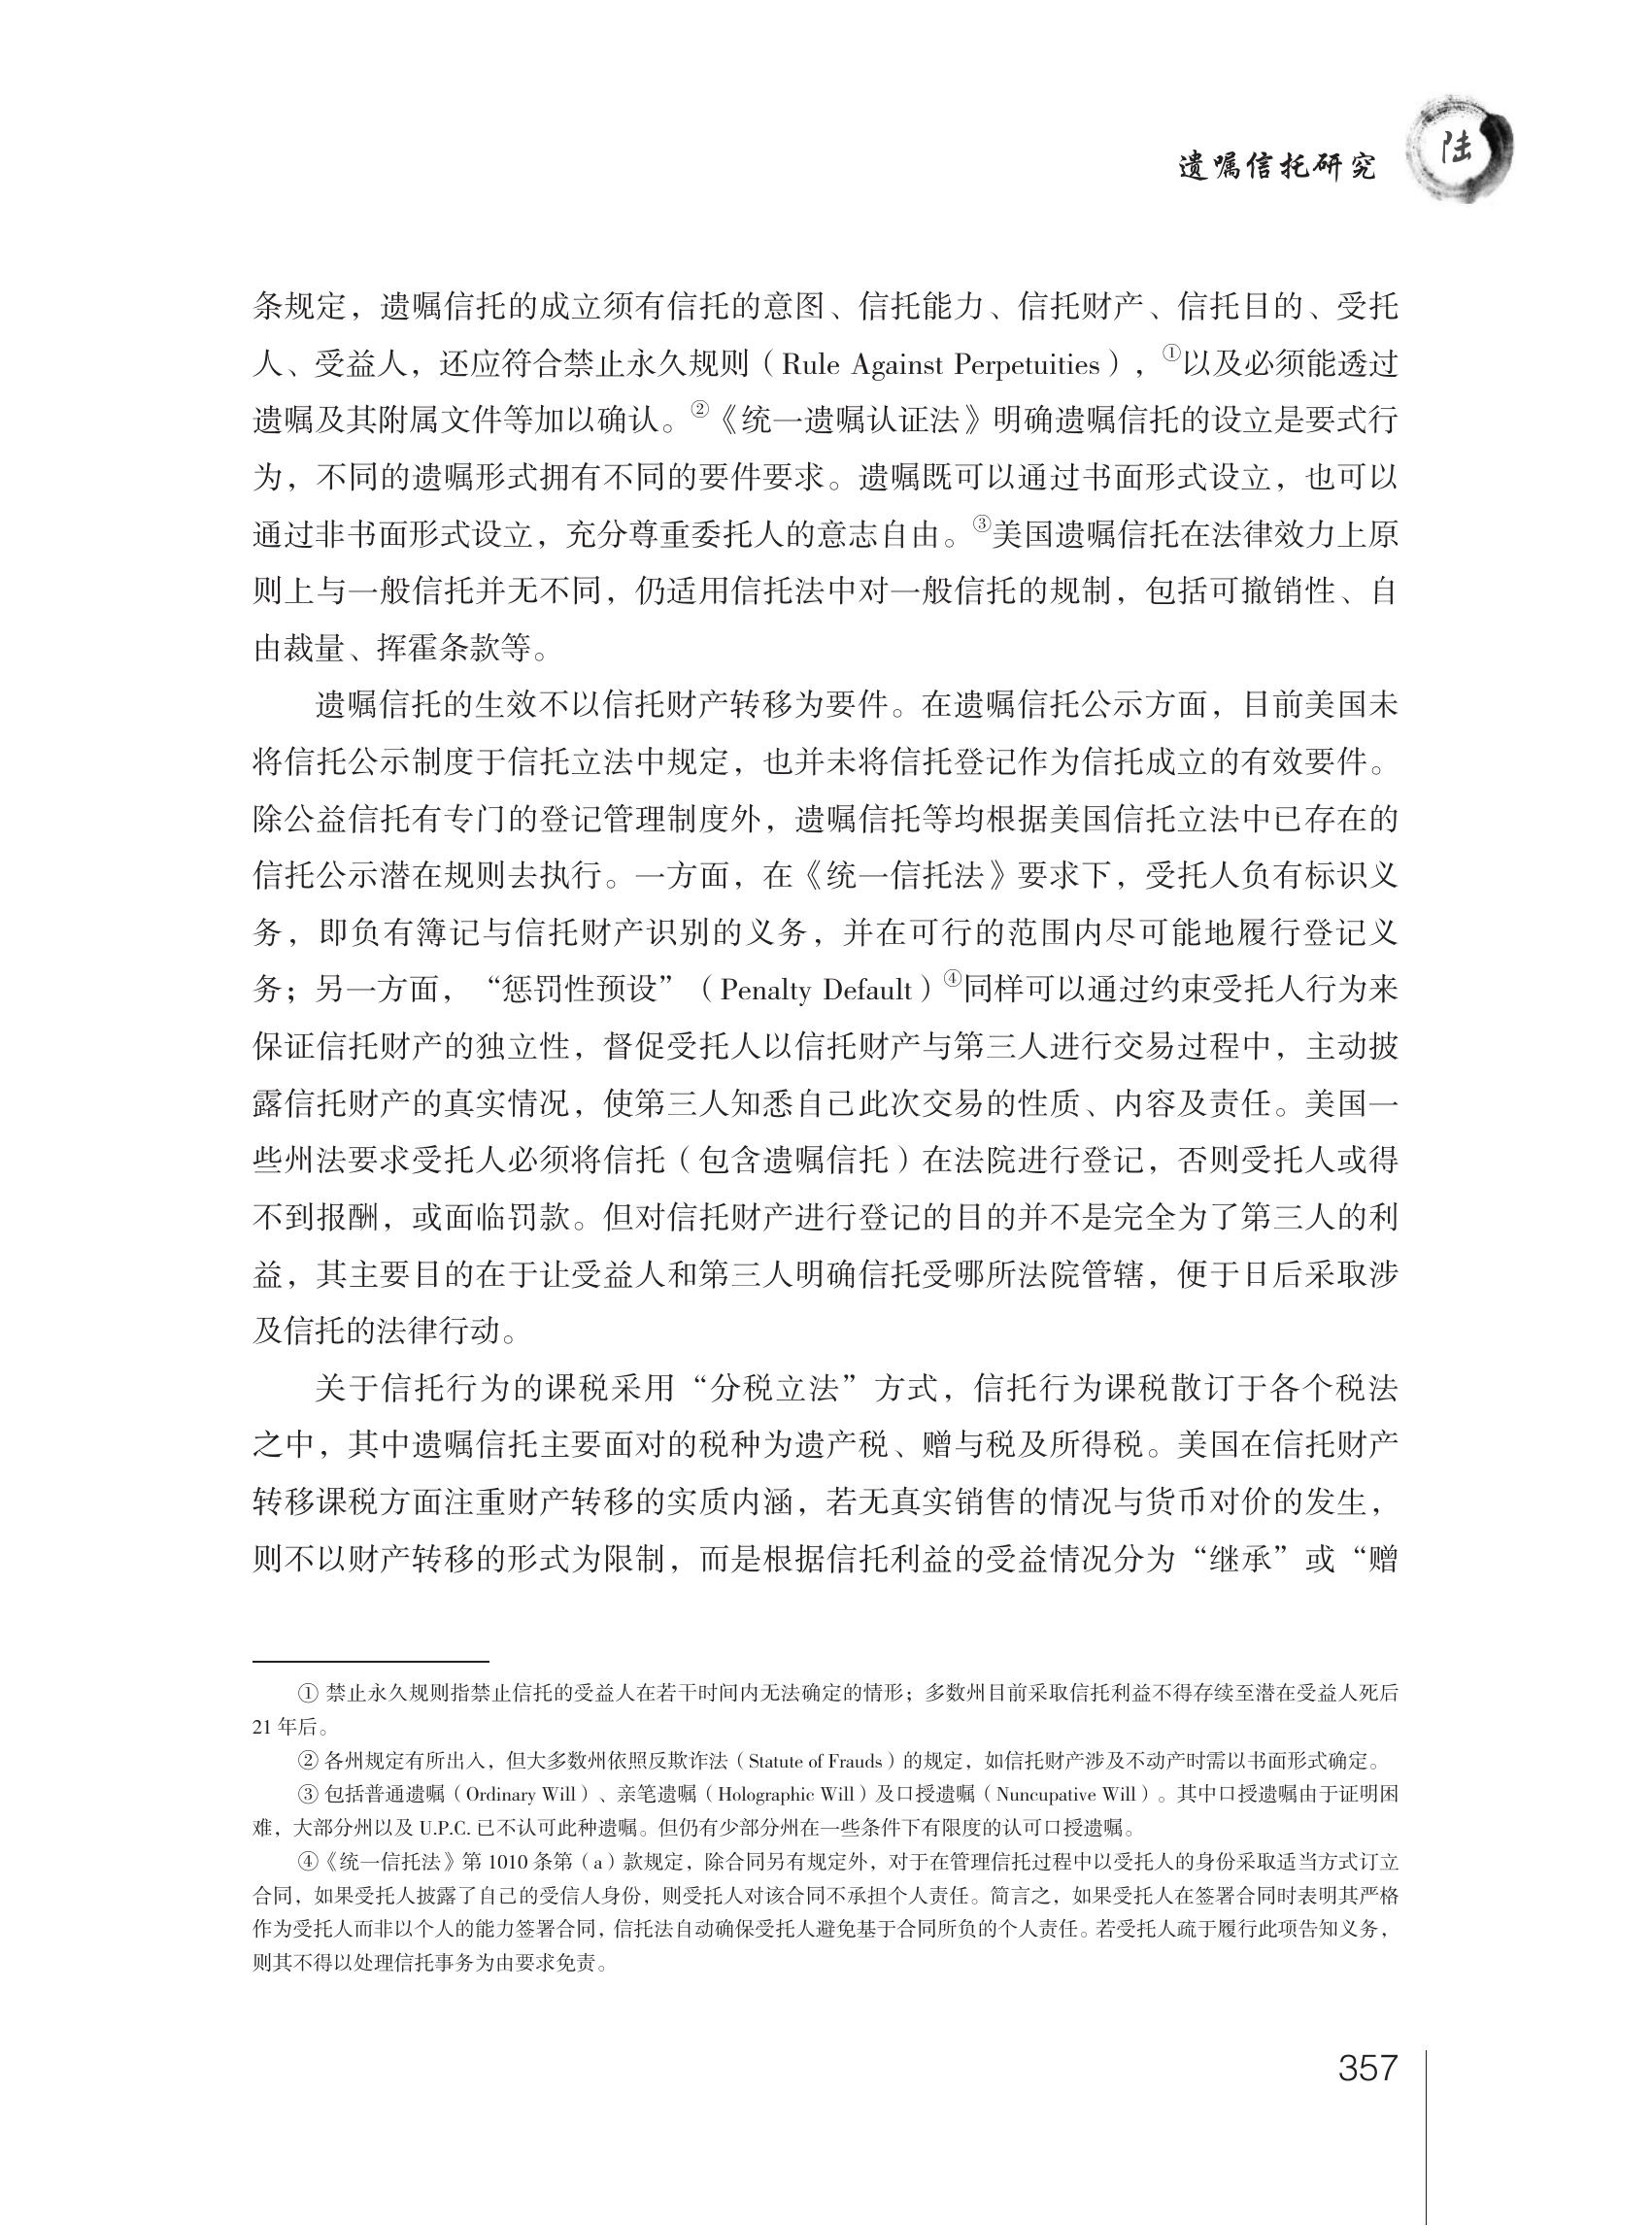 遗嘱信托研究
陆
条规定，遗嘱信托的成立须有信托的意图、信托能力、信托财产、信托目的、受托
人、受益人，还应符合禁止永久规则（Rule Against Perpetuities），①以及必须能透过
遗嘱及其附属文件等加以确认。②《统一遗嘱认证法》明确遗嘱信托的设立是要式行
为，不同的遗嘱形式拥有不同的要件要求。遗嘱既可以通过书面形式设立，也可以
通过非书面形式设立，充分尊重委托人的意志自由。③美国遗嘱信托在法律效力上原
则上与一般信托并无不同，仍适用信托法中对一般信托的规制，包括可撤销性、自
由裁量、挥霍条款等。
遗嘱信托的生效不以信托财产转移为要件。在遗嘱信托公示方面，目前美国未
将信托公示制度于信托立法中规定，也并未将信托登记作为信托成立的有效要件。
除公益信托有专门的登记管理制度外，遗嘱信托等均根据美国信托立法中已存在的
信托公示潜在规则去执行。一方面，在《统一信托法》要求下，受托人负有标识义
务，即负有簿记与信托财产识别的义务，并在可行的范围内尽可能地履行登记义
务；另一方面，“惩罚性预设”（Penalty Default）④同样可以通过约束受托人行为来
保证信托财产的独立性，督促受托人以信托财产与第三人进行交易过程中，主动披
露信托财产的真实情况，使第三人知悉自己此次交易的性质、内容及责任。美国一
些州法要求受托人必须将信托（包含遗嘱信托）在法院进行登记，否则受托人或得
不到报酬，或面临罚款。但对信托财产进行登记的目的并不是完全为了第三人的利
益，其主要目的在于让受益人和第三人明确信托受哪所法院管辖，便于日后采取涉
及信托的法律行动。
关于信托行为的课税采用“分税立法”方式，信托行为课税散订于各个税法
之中，其中遗嘱信托主要面对的税种为遗产税、赠与税及所得税。美国在信托财产
转移课税方面注重财产转移的实质内涵，若无真实销售的情况与货币对价的发生，
则不以财产转移的形式为限制，而是根据信托利益的受益情况分为“继承”或“赠
① 禁止永久规则指禁止信托的受益人在若干时间内无法确定的情形；多数州目前采取信托利益不得存续至潜在受益人死后
21 年后。
② 各州规定有所出入，但大多数州依照反欺诈法（Statute of Frauds）的规定，如信托财产涉及不动产时需以书面形式确定。
③ 包括普通遗嘱（Ordinary Will）、亲笔遗嘱（Holographic Will）及口授遗嘱（Nuncupative Will）。其中口授遗嘱由于证明困
难，大部分州以及 U.P.C. 已不认可此种遗嘱。但仍有少部分州在一些条件下有限度的认可口授遗嘱。
④《统一信托法》第 1010 条第（a）款规定，除合同另有规定外，对于在管理信托过程中以受托人的身份采取适当方式订立
合同，如果受托人披露了自己的受信人身份，则受托人对该合同不承担个人责任。简言之，如果受托人在签署合同时表明其严格
作为受托人而非以个人的能力签署合同，信托法自动确保受托人避免基于合同所负的个人责任。若受托人疏于履行此项告知义务，
则其不得以处理信托事务为由要求免责。
357